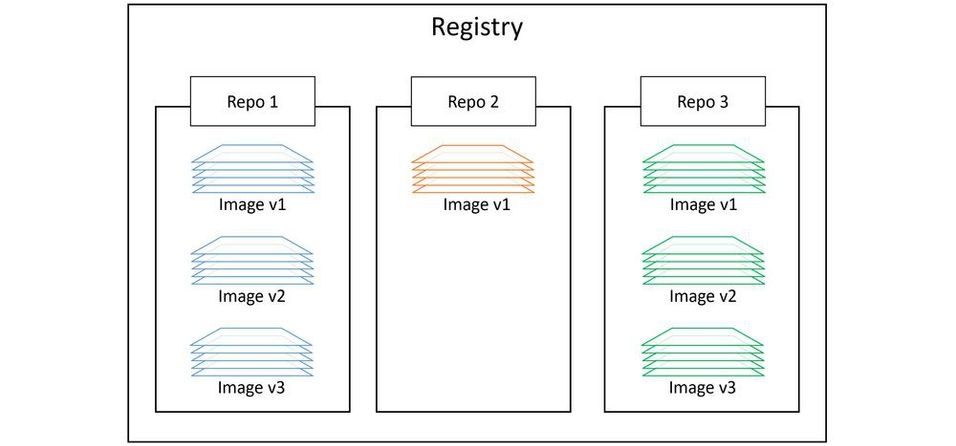 Registry
Repo 1
Repo 2
Repo 3
Image v1
Image v1
Image v1
Image v2
Image v2
Image v3
Image v3